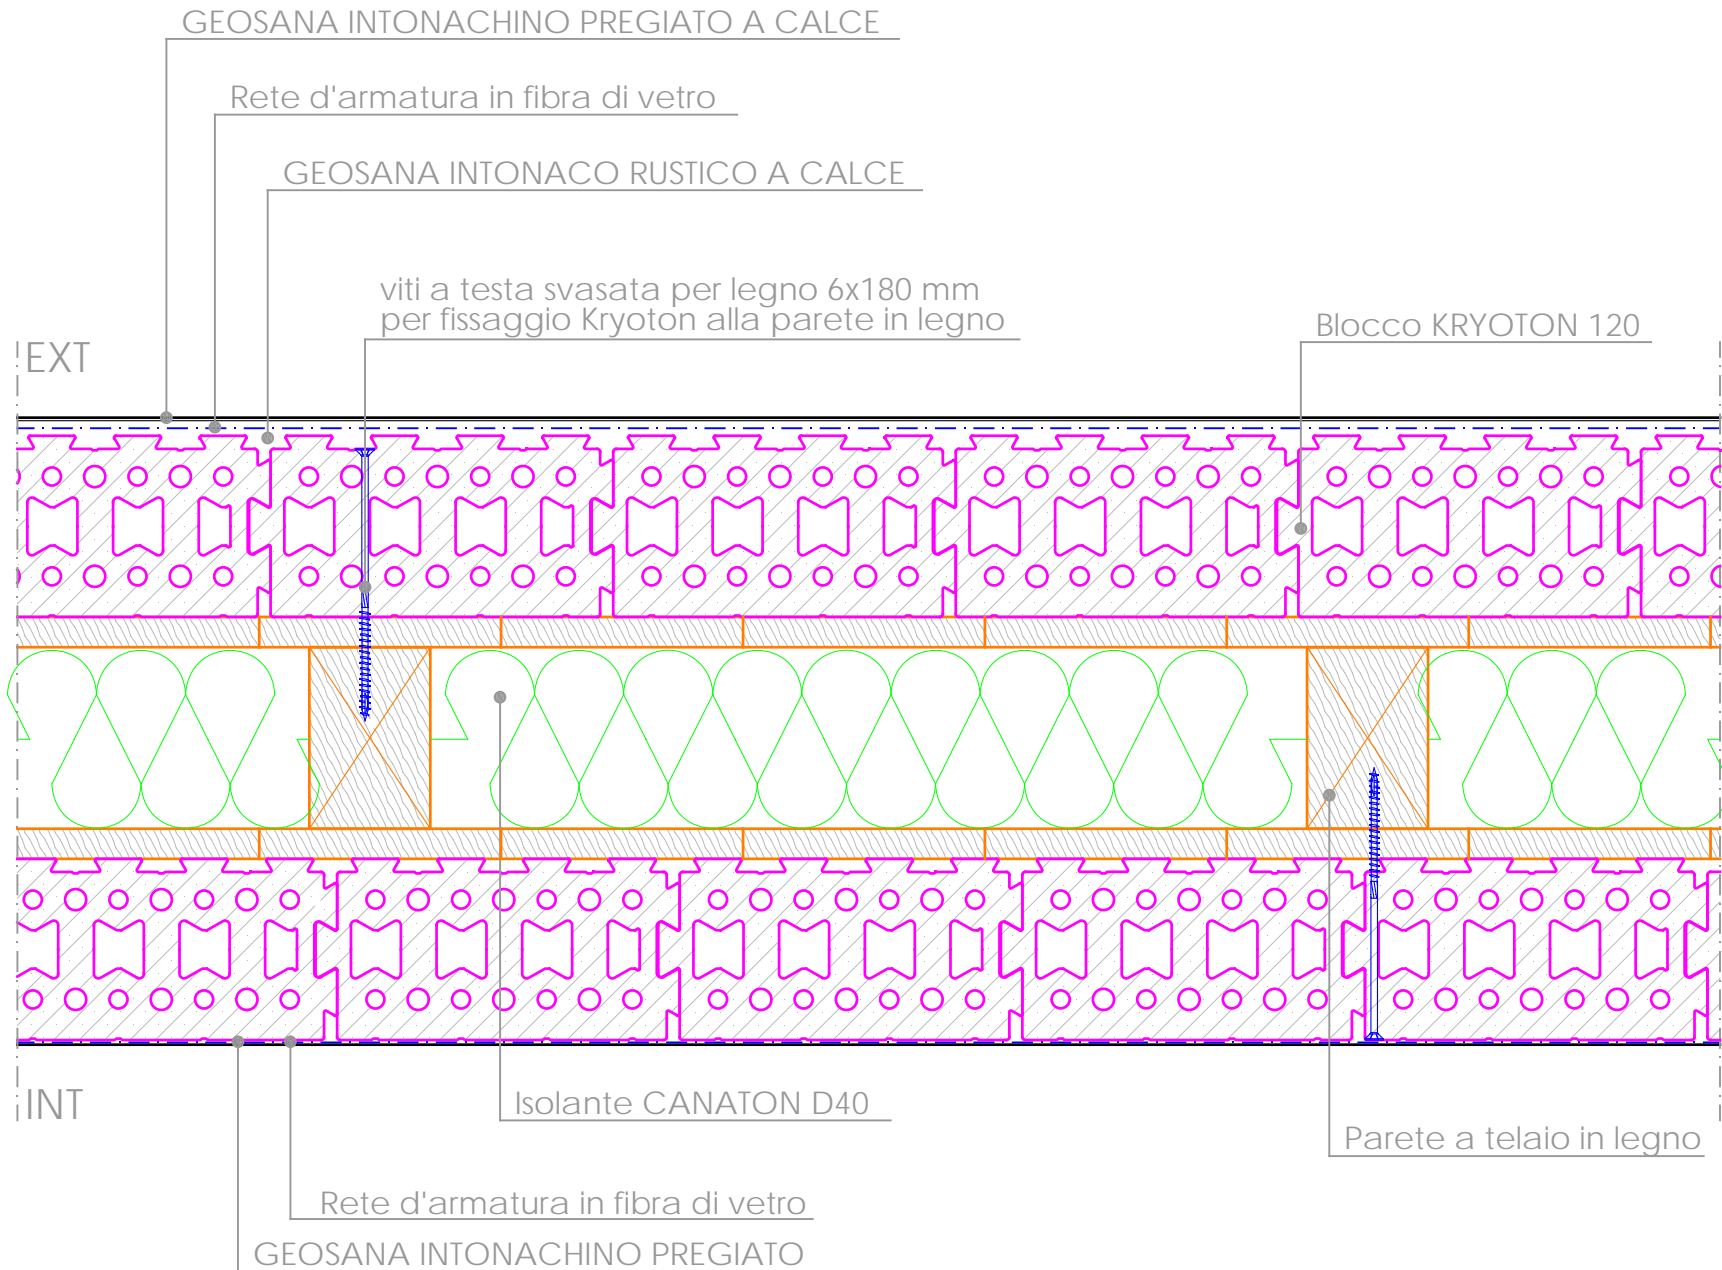 GEOSANA INTONACHINO PREGIATO A CALCE
Rete d'armatura in fibra di vetro
GEOSANA INTONACO RUSTICO A CALCE
viti a testa svasata per legno 6x180 mm
per fissaggio Kryoton alla parete in legno
Blocco KRYOTON 120
EXT
INT
Isolante CANATON D40
Parete a telaio in legno
Rete d'armatura in fibra di vetro
GEOSANA INTONACHINO PREGIATO